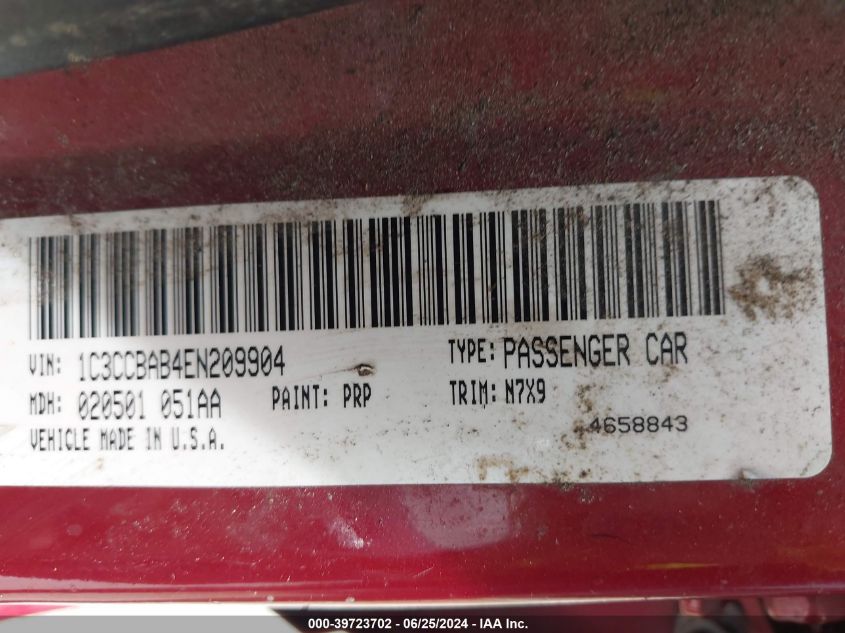 VIN: 1C3CCBAB4EN209904 TYPE: PASSENGER CAR
MDH: 020501 051AA PAINT: PRP TRIM: N7X9
VEHICLE MADE IN U.S.A. 4658843
000-39723702 - 06/25/2024 - IAA Inc.